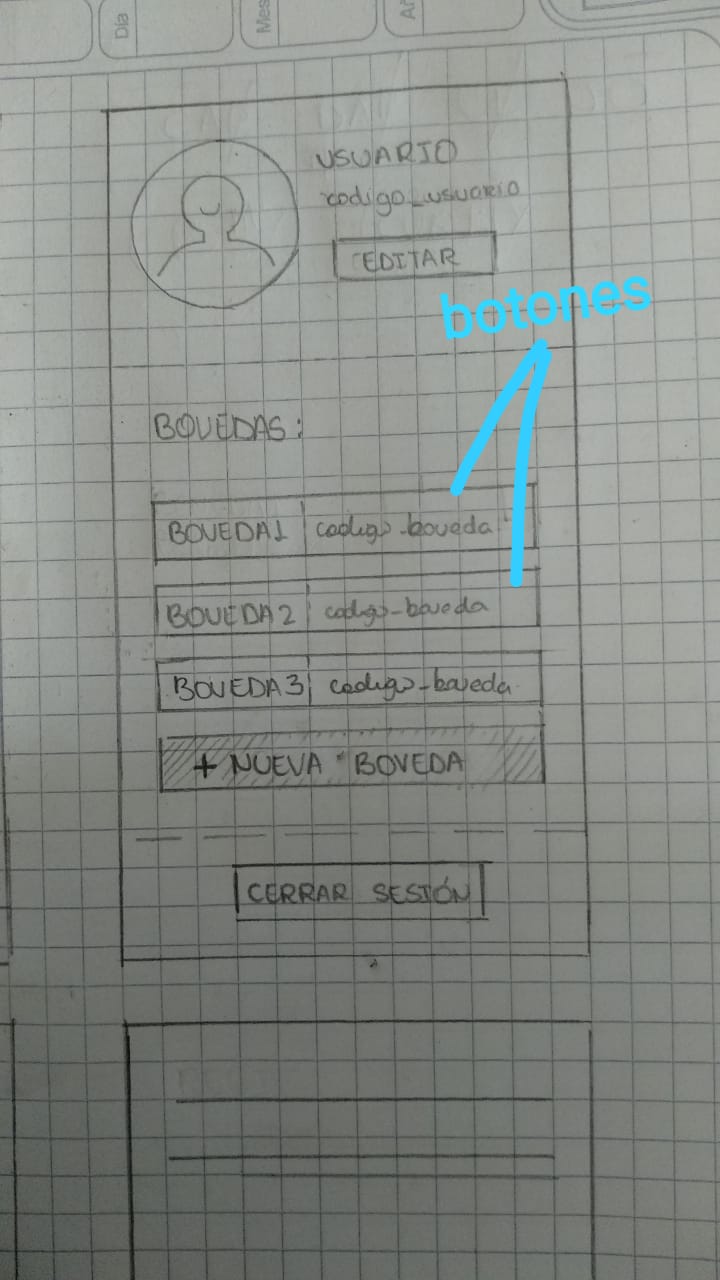 Día
Mes
USUARIO
codigo_usuario
EDITAR
botones
BOVEDAS:
BOVEDA1 codigo-boveda
BOVEDA2 codigo-boveda
BOVEDA3 codigo-boveda
+ NUEVA BOVEDA
CERRAR SESIÓN